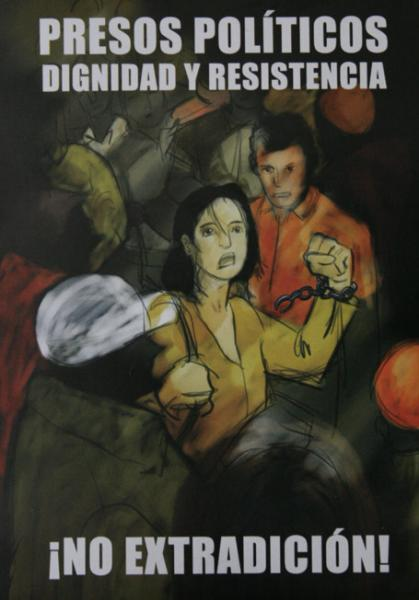 PRESOS POLÍTICOS
DIGNIDAD Y RESISTENCIA
¡NO EXTRADICIÓN!